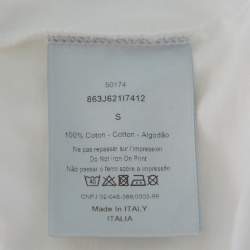 50174
863J621I7412
S
100% Coton - Cotton - Algodão
Ne pas repasser sur l'impression
Do Not Iron On Print
Não passar o ferro sobre a impressão
Made in ITALY
ITALIA